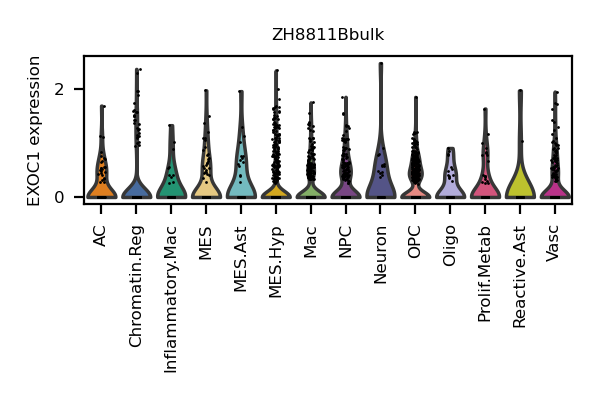 ZH8811Bbulk
EXOC1 expression
2
0
AC
Chromatin.Reg
Inflammatory.Mac
MES
MES.Ast
MES.Hyp
Mac
NPC
Neuron
OPC
Oligo
Prolif.Metab
Reactive.Ast
Vasc